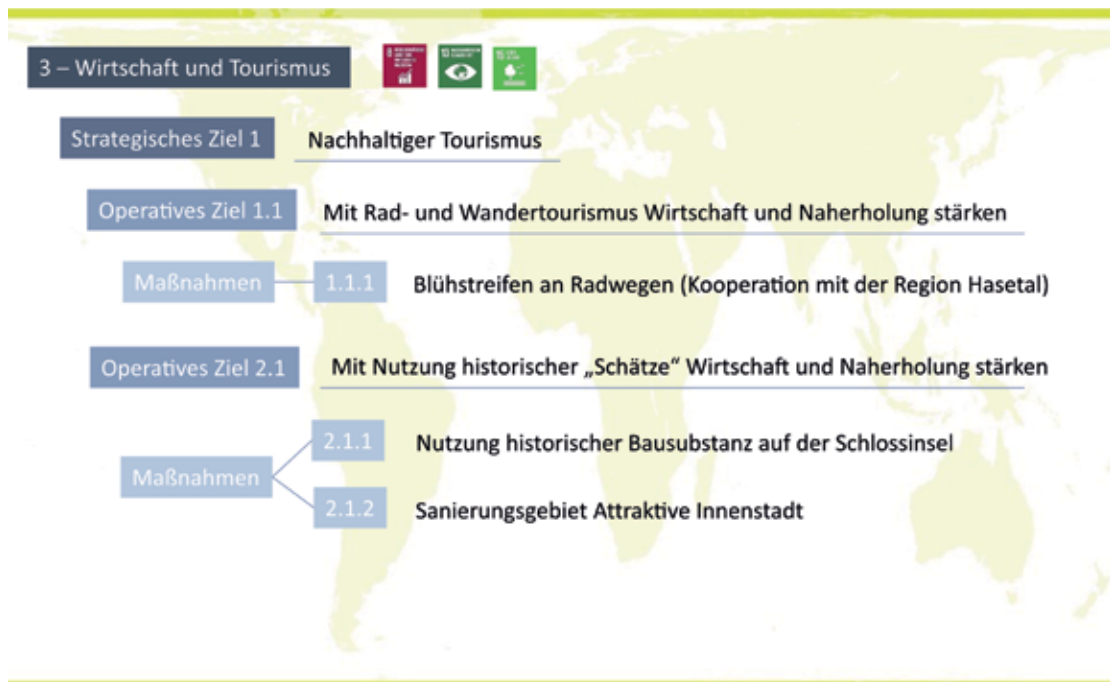 3 – Wirtschaft und Tourismus
8
13
15
Strategisches Ziel 1
Nachhaltiger Tourismus
Operatives Ziel 1.1
Mit Rad- und Wandertourismus Wirtschaft und Naherholung stärken
Maßnahmen
1.1.1
Blühstreifen an Radwegen (Kooperation mit der Region Hasetal)
Operatives Ziel 2.1
Mit Nutzung historischer „Schätze“ Wirtschaft und Naherholung stärken
Maßnahmen
2.1.1
Nutzung historischer Bausubstanz auf der Schlossinsel
2.1.2
Sanierungsgebiet Attraktive Innenstadt